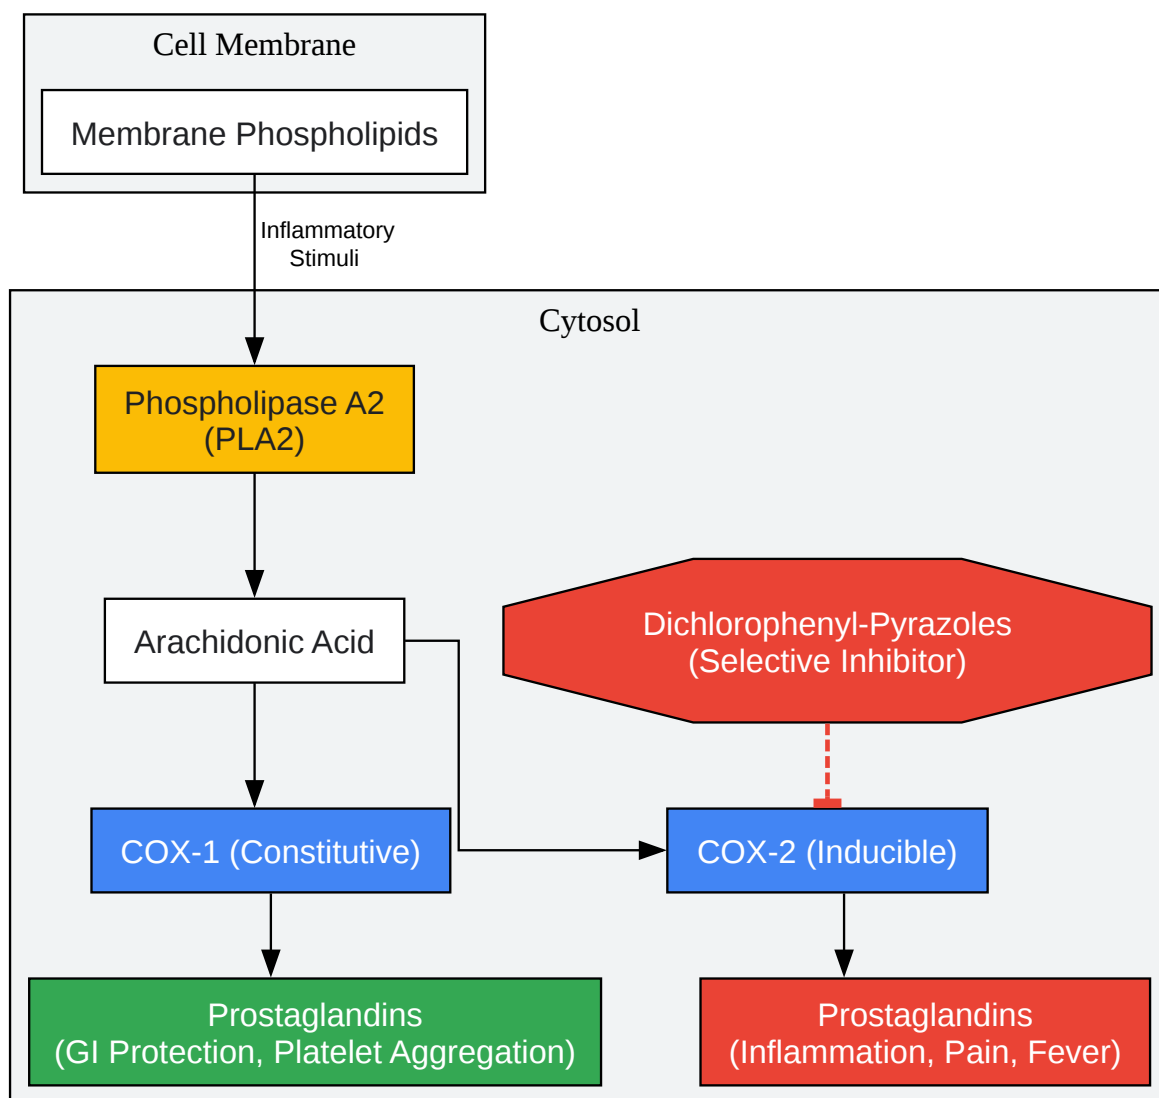 Cell Membrane
Membrane Phospholipids
Inflammatory
Stimuli
Cytosol
Phospholipase A2
(PLA2)
Arachidonic Acid
Dichlorophenyl-Pyrazoles
(Selective Inhibitor)
COX-1 (Constitutive)
COX-2 (Inducible)
Prostaglandins
(GI Protection, Platelet Aggregation)
Prostaglandins
(Inflammation, Pain, Fever)